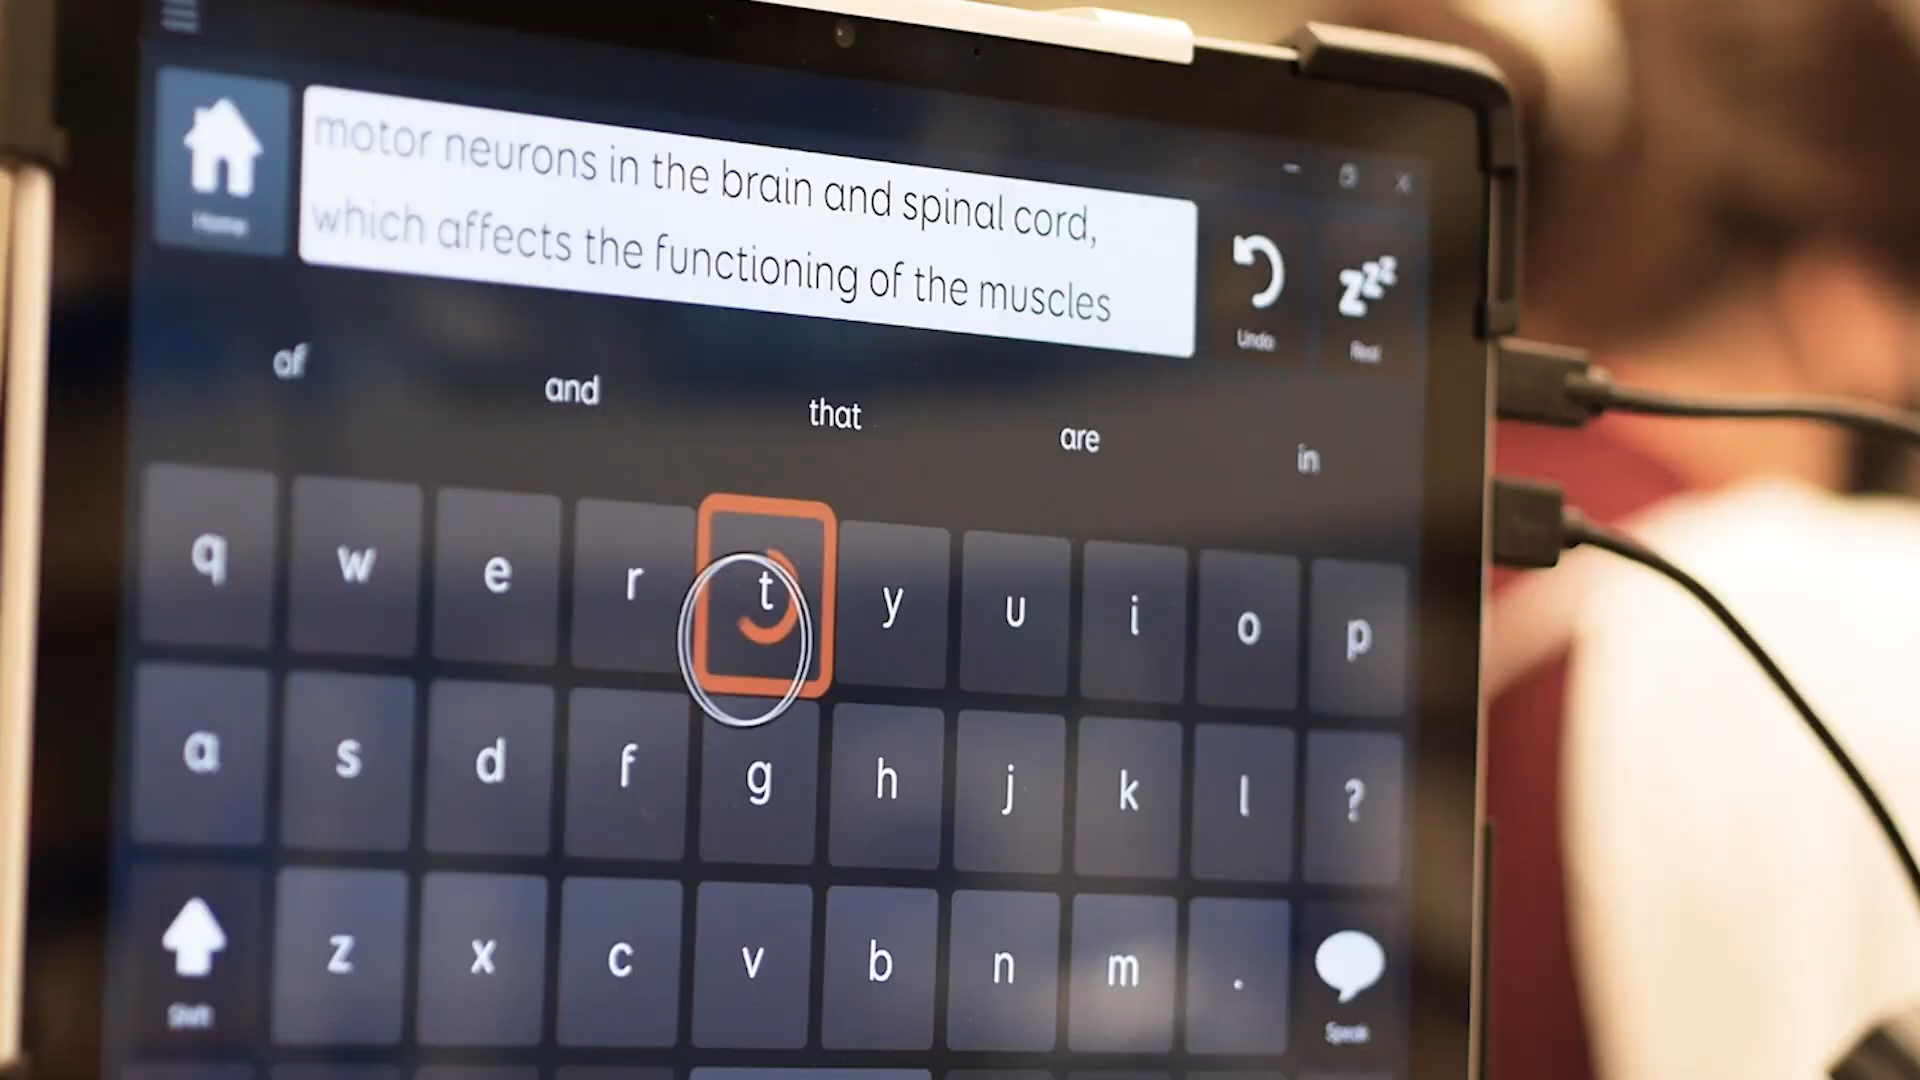 motor neurons in the brain and spinal cord,
which affects the functioning of the muscles
Home
Undo
Rest
of and that are in
q w e r t y u i o p
a s d f g h j k l ?
Shift z x c v b n m . Speak